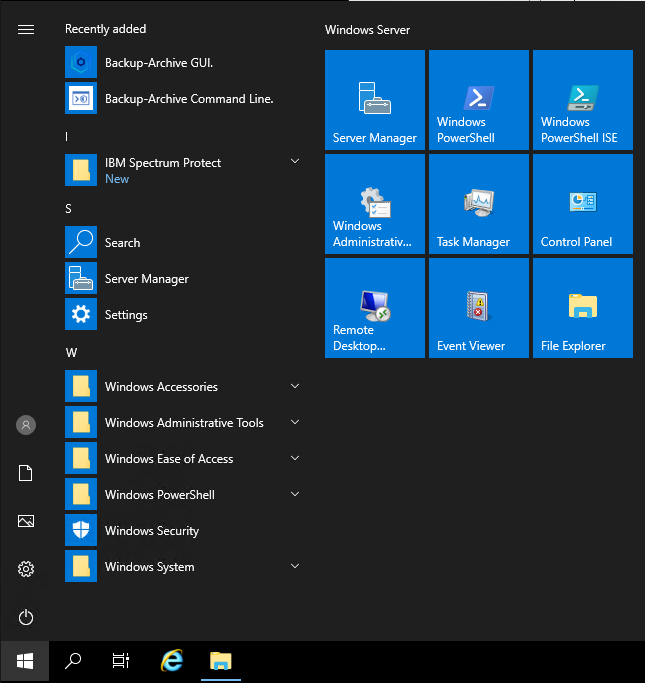 Recently added
Backup-Archive GUI.
Backup-Archive Command Line.
I
IBM Spectrum Protect
New
S
Search
Server Manager
Settings
W
Windows Accessories
Windows Administrative Tools
Windows Ease of Access
Windows PowerShell
Windows Security
Windows System
Windows Server
Server Manager
Windows
PowerShell
Windows
PowerShell ISE
Windows
Administrativ...
Task Manager
Control Panel
Remote
Desktop...
Event Viewer
File Explorer